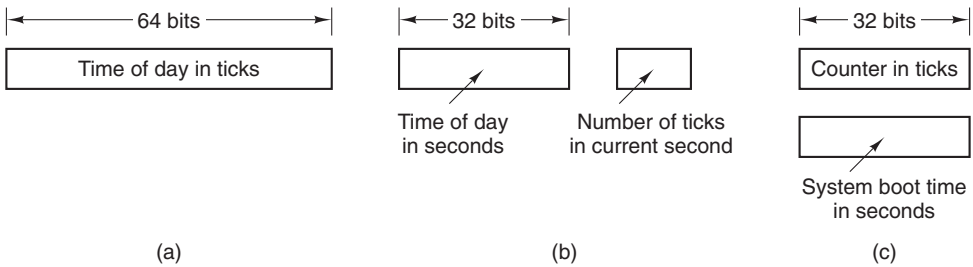 64 bits
Time of day in ticks
(a)
32 bits
Time of day
in seconds
Number of ticks
in current second
(b)
32 bits
Counter in ticks
System boot time
in seconds
(c)